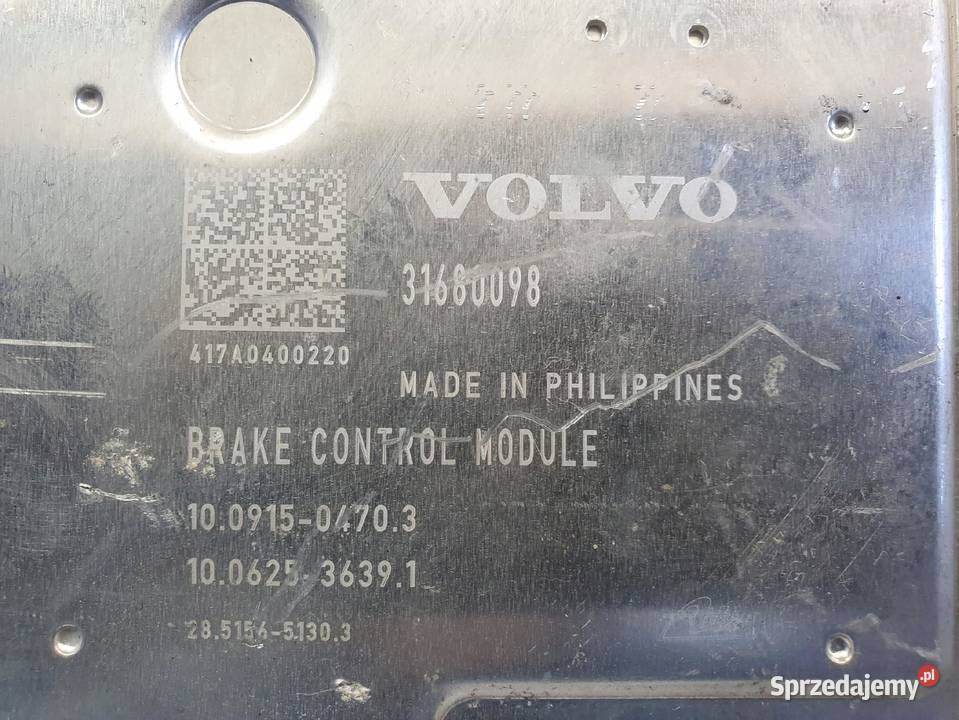 VOLVO
31680098
417A0400220
MADE IN PHILIPPINES
BRAKE CONTROL MODULE
10.0915-0470.3
10.0625-3639.1
28.5156-5130.3
Sprzedajemy.pl